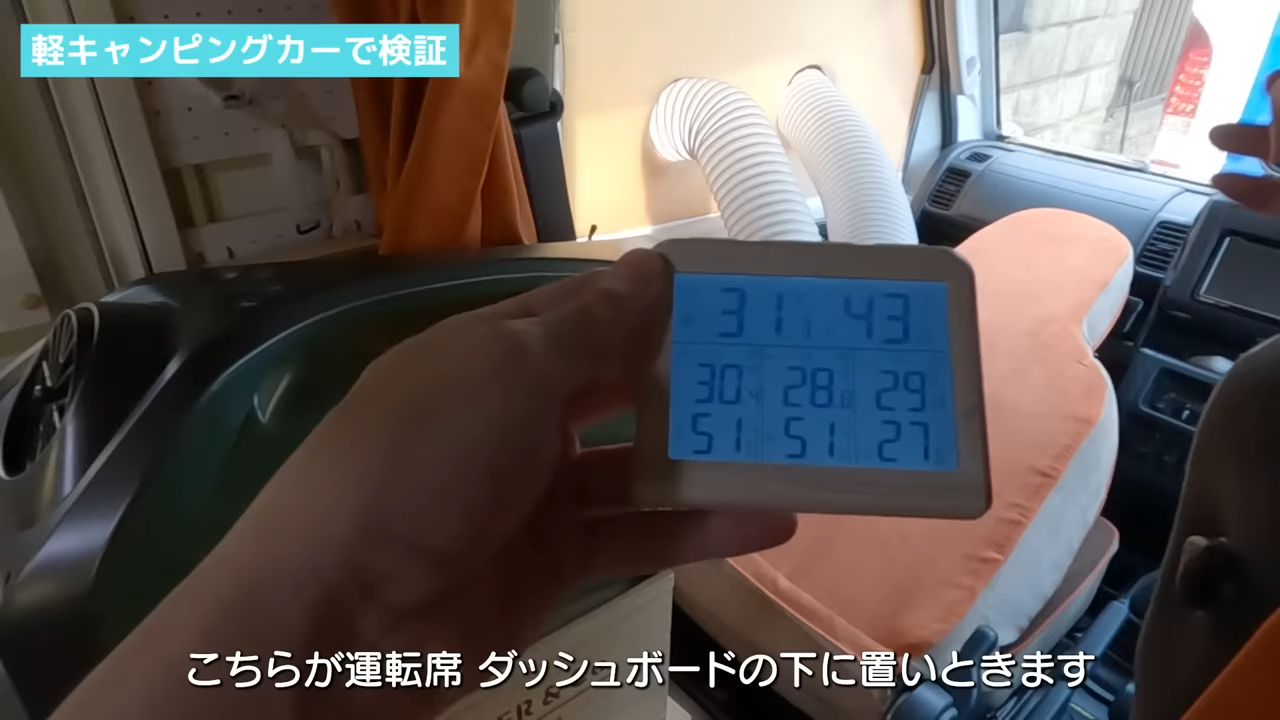 軽キャンピングカーで検証
31 43
30 28 29
51 51 27
こちらが運転席 ダッシュボードの下に置いときます